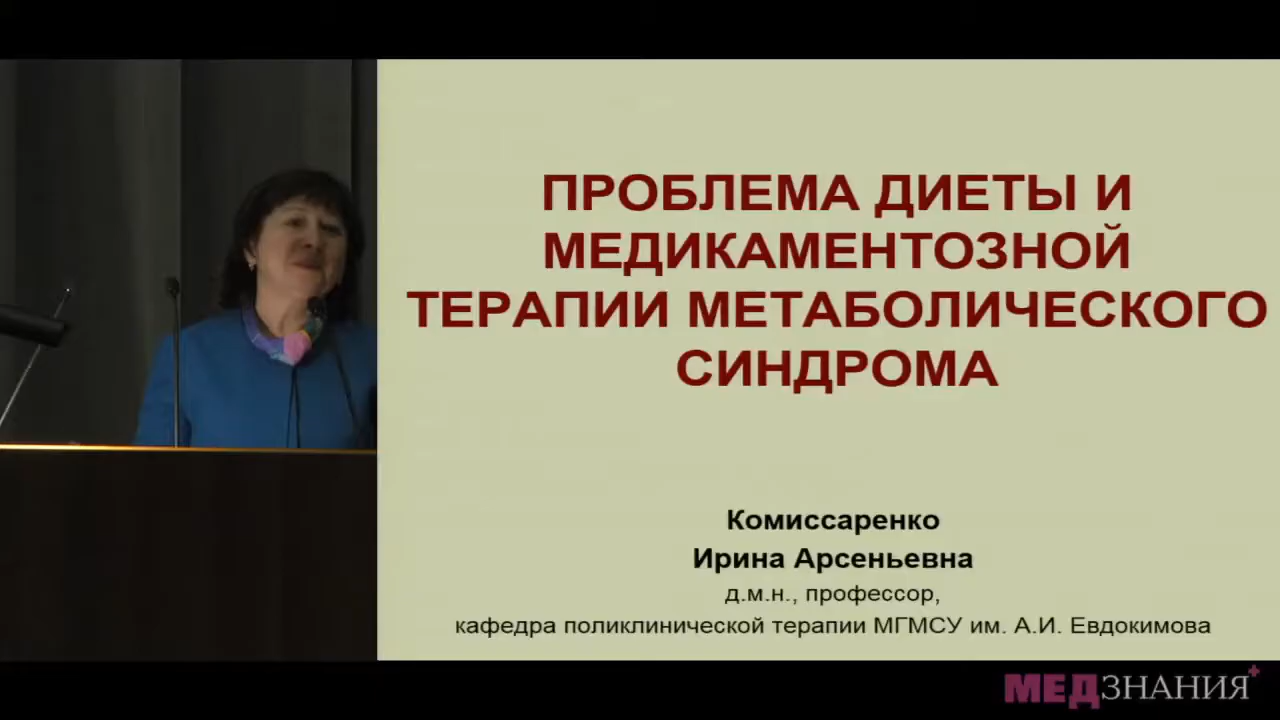 ПРОБЛЕМА ДИЕТЫ И
МЕДИКАМЕНТОЗНОЙ
ТЕРАПИИ МЕТАБОЛИЧЕСКОГО
СИНДРОМА
Комиссаренко
Ирина Арсеньевна
д.м.н., профессор,
кафедра поликлинической терапии МГМСУ им. А.И. Евдокимова
МЕДЗНАНИЯ+